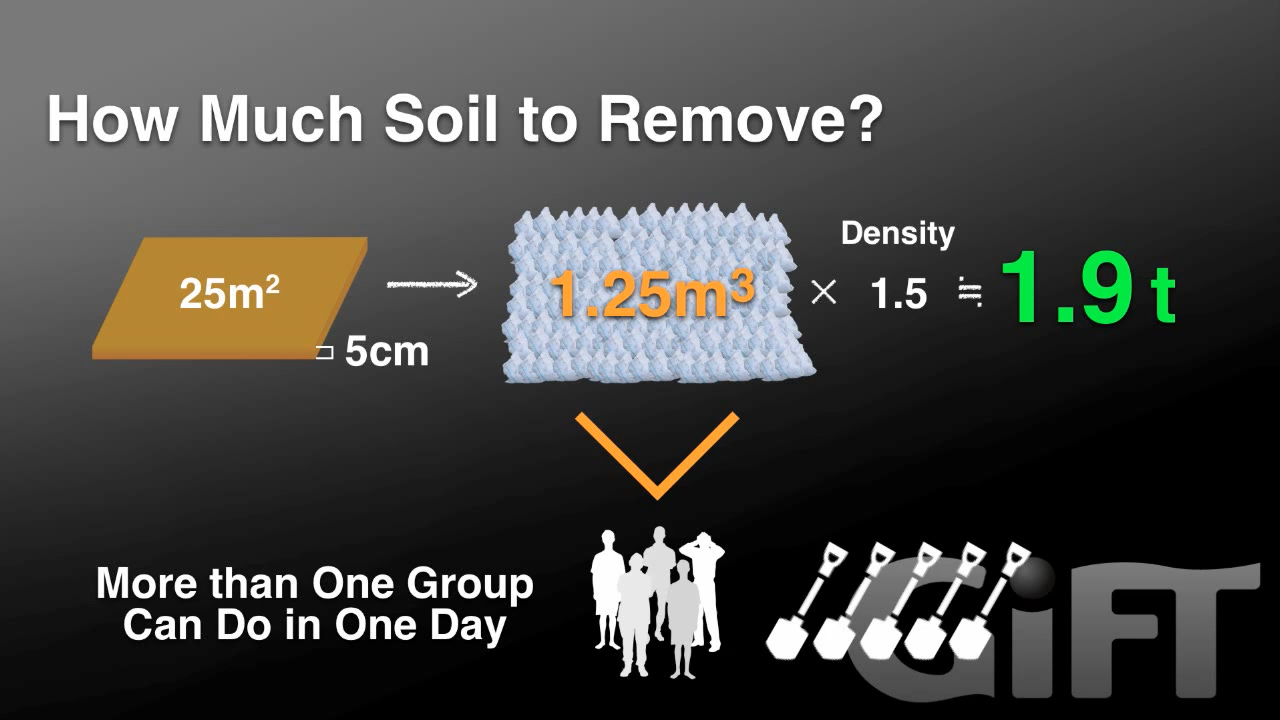 How Much Soil to Remove?
Density
25m²
1.25m³
× 1.5 ≒ 1.9 t
5cm
More than One Group
Can Do in One Day
GiFT